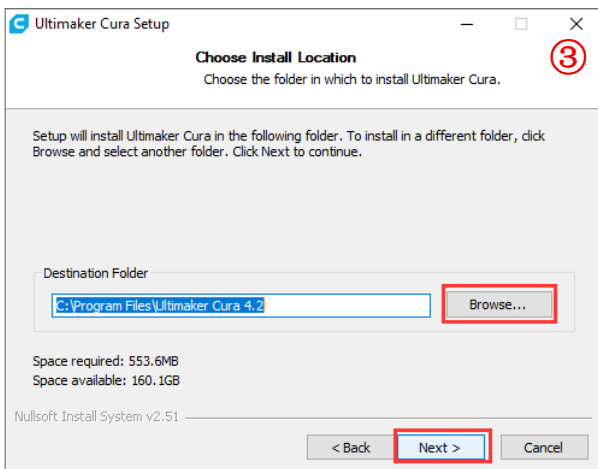 Ultimaker Cura Setup
③
Choose Install Location
Choose the folder in which to install Ultimaker Cura.
Setup will install Ultimaker Cura in the following folder. To install in a different folder, click
Browse and select another folder. Click Next to continue.
Destination Folder
C:\Program Files\Ultimaker Cura 4.2
Browse...
Space required: 553.6MB
Space available: 160.1GB
Nullsoft Install System v2.51
< Back
Next >
Cancel